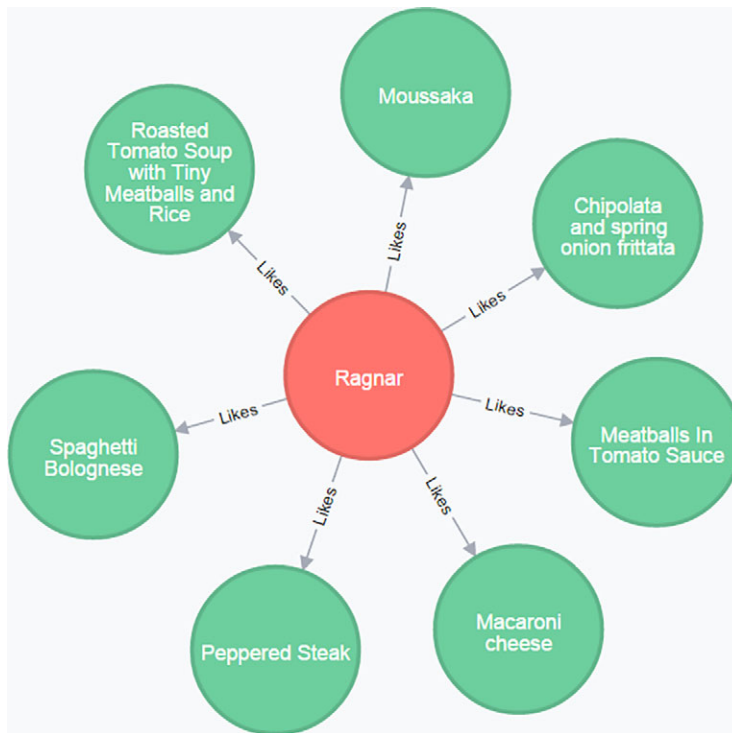 Moussaka
Roasted
Tomato Soup
with Tiny
Meatballs and
Rice
Chipolata
and spring
onion frittata
Likes
Likes
Likes
Ragnar
Likes
Meatballs In
Tomato Sauce
Likes
Spaghetti
Bolognese
Likes
Likes
Macaroni
cheese
Peppered Steak